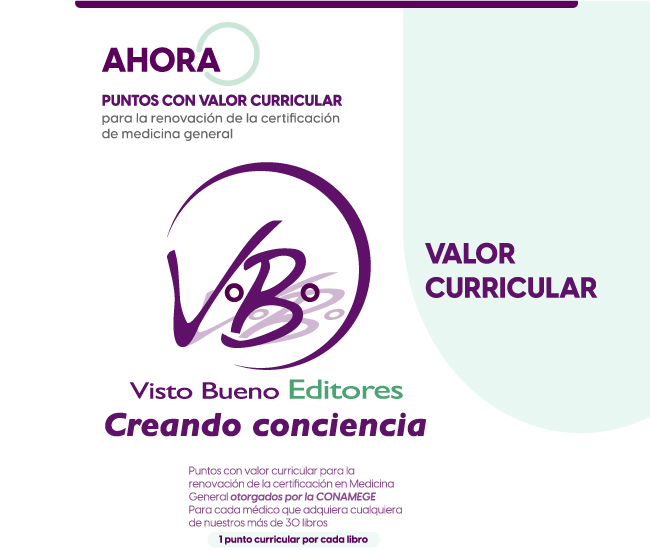 AHORA
PUNTOS CON VALOR CURRICULAR
para la renovación de la certificación
de medicina general
VoBo
Visto Bueno Editores
Creando conciencia
VALOR
CURRICULAR
Puntos con valor curricular para la
renovación de la certificación en Medicina
General otorgados por la CONAMEGE
Para cada médico que adquiera cualquiera
de nuestros más de 30 libros
1 punto curricular por cada libro